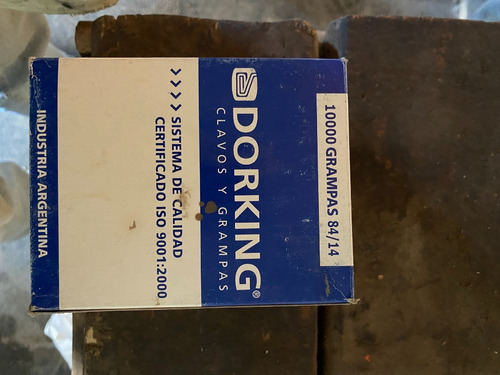 10000 GRAMPAS 84/14
DORKING®
CLAVOS Y GRAMPAS
>>>> SISTEMA DE CALIDAD
CERTIFICADO ISO 9001:2000
INDUSTRIA ARGENTINA